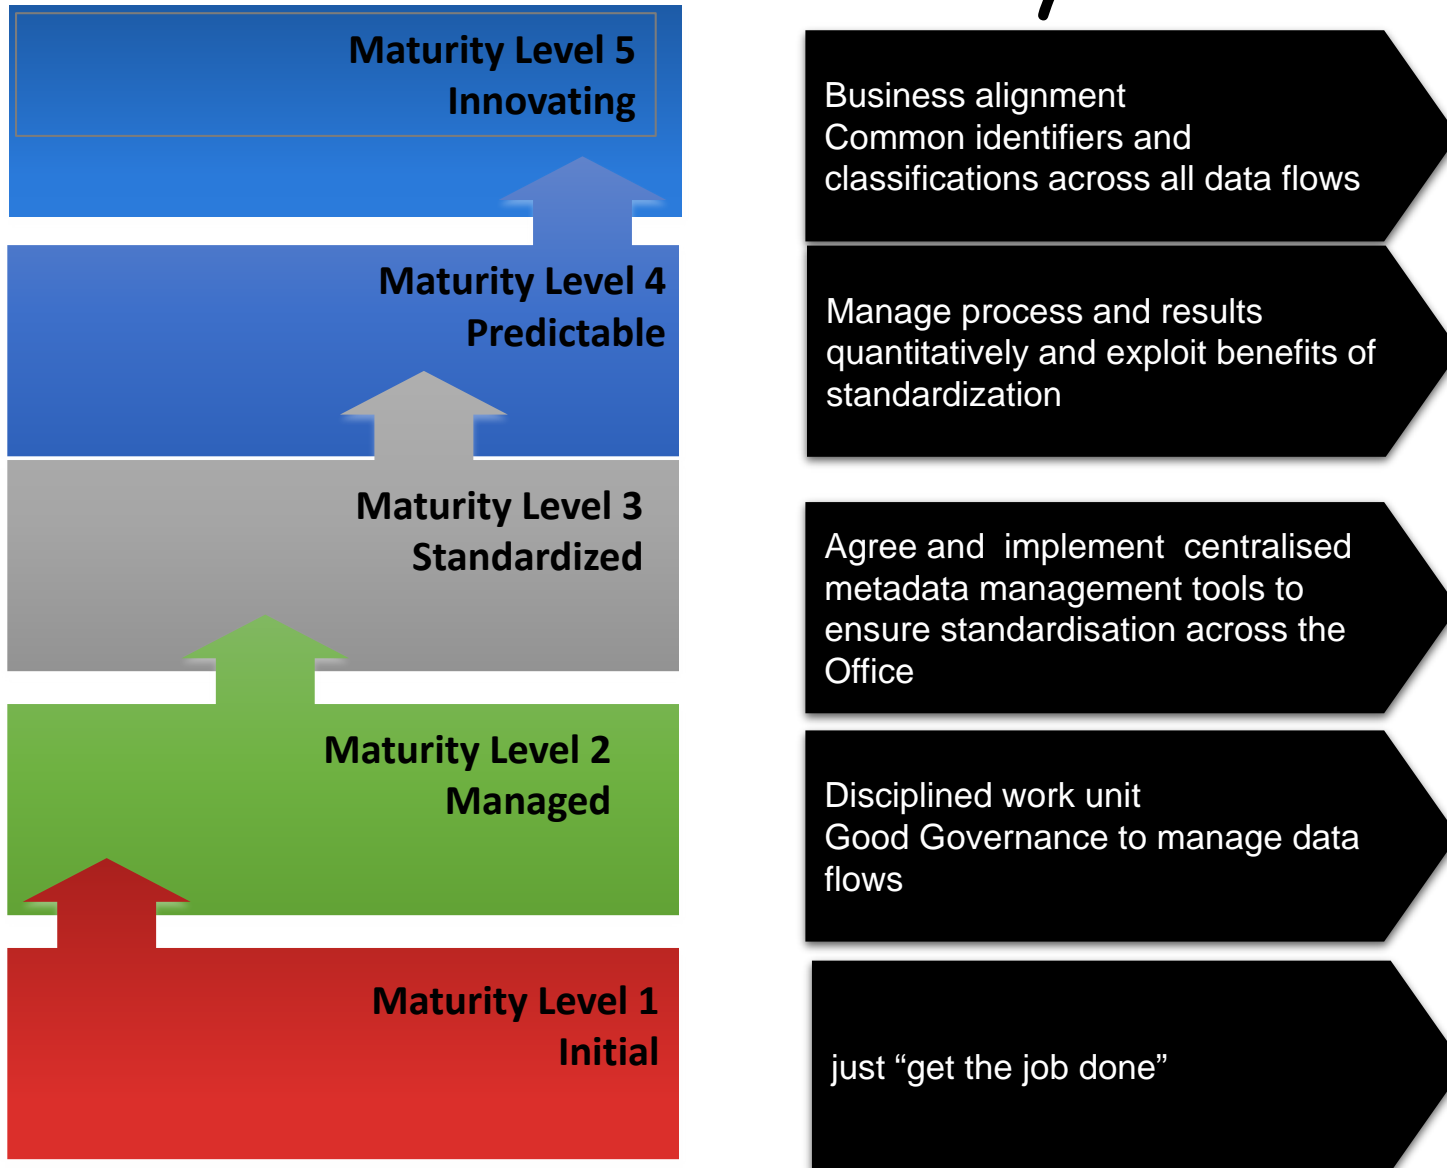 Maturity Level 5
Innovating
Business alignment
Common identifiers and
classifications across all data flows
Maturity Level 4
Predictable
Manage process and results
quantitatively and exploit benefits of
standardization
Maturity Level 3
Standardized
Agree and  implement  centralised
metadata management tools to
ensure standardisation across the
Office
Maturity Level 2
Managed
Disciplined work unit
Good Governance to manage data
flows
Maturity Level 1
Initial
just “get the job done”